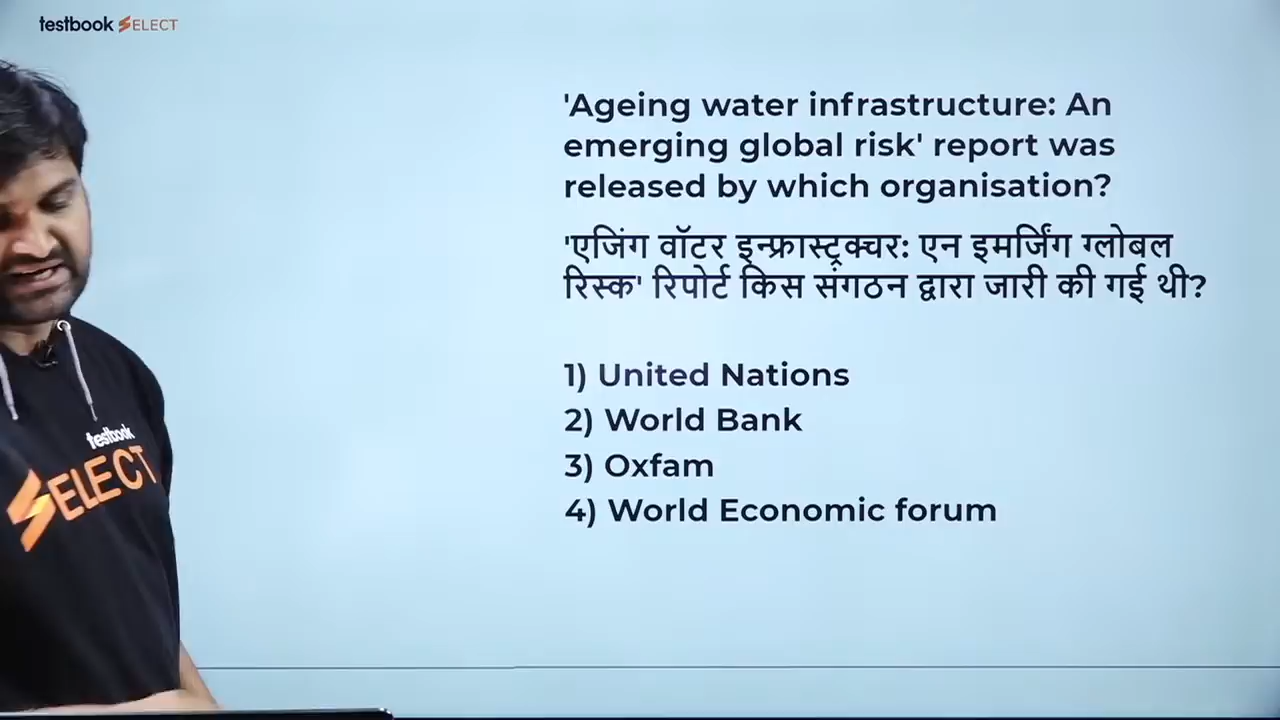 testbook SELECT
'Ageing water infrastructure: An
emerging global risk' report was
released by which organisation?
'एजिंग वॉटर इन्फ्रास्ट्रक्चर: एन इमर्जिंग ग्लोबल
रिस्क' रिपोर्ट किस संगठन द्वारा जारी की गई थी?
1) United Nations
2) World Bank
3) Oxfam
4) World Economic forum
testbook
SELECT